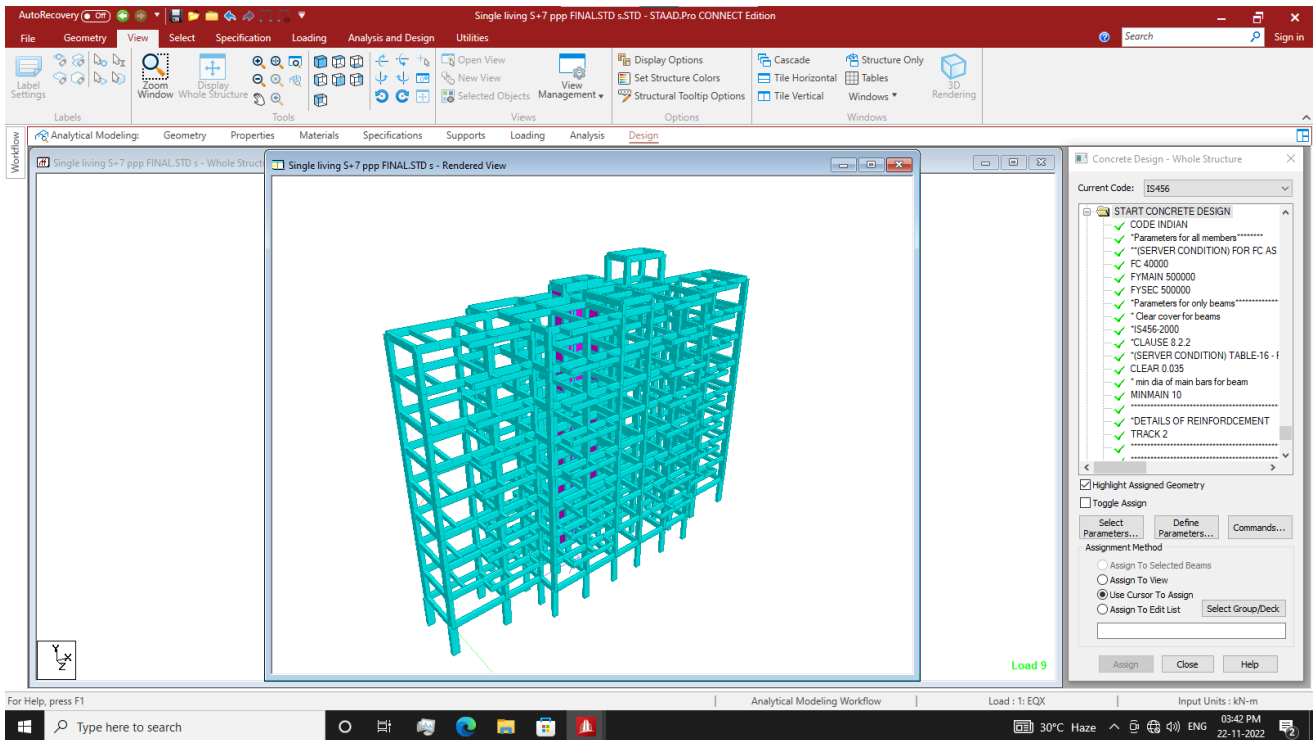 AutoRecovery Off Single living S+7 ppp FINAL.STD s.STD - STAAD.Pro CONNECT Edition
File Geometry View Select Specification Loading Analysis and Design Utilities Search Sign in
Label Settings
Labels
Zoom Window
Display Whole Structure
Tools
Open View
New View
Selected Objects
View Management
Views
Display Options
Set Structure Colors
Structural Tooltip Options
Options
Cascade
Tile Horizontal
Tile Vertical
Structure Only
Tables
Windows
3D Rendering
Windows
Workflow
Analytical Modeling: Geometry Properties Materials Specifications Supports Loading Analysis Design
Single living S+7 ppp FINAL.STD s - Whole Struct
Single living S+7 ppp FINAL.STD s - Rendered View
Y
X
Z
Load 9
Concrete Design - Whole Structure
Current Code: IS456
START CONCRETE DESIGN
CODE INDIAN
*Parameters for all members********
**(SERVER CONDITION) FOR FC AS
FC 40000
FYMAIN 500000
FYSEC 500000
*Parameters for only beams*************
* Clear cover for beams
*IS456-2000
*CLAUSE 8.2.2
*(SERVER CONDITION) TABLE-16 - F
CLEAR 0.035
* min dia of main bars for beam
MINMAIN 10
*DETAILS OF REINFORDCEMENT
TRACK 2
Highlight Assigned Geometry
Toggle Assign
Select Parameters...
Define Parameters...
Commands...
Assignment Method
Assign To Selected Beams
Assign To View
Use Cursor To Assign
Assign To Edit List
Select Group/Deck
Assign Close Help
For Help, press F1 Analytical Modeling Workflow Load : 1: EQX Input Units : kN-m
Type here to search 30°C Haze ENG 03:42 PM
22-11-2022
2